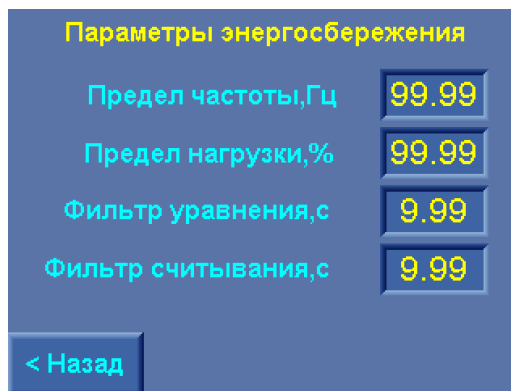 Параметры энергосбережения
Предел частоты,Гц 99.99
Предел нагрузки,% 99.99
Фильтр уравнения,с 9.99
Фильтр считывания,с 9.99
< Назад